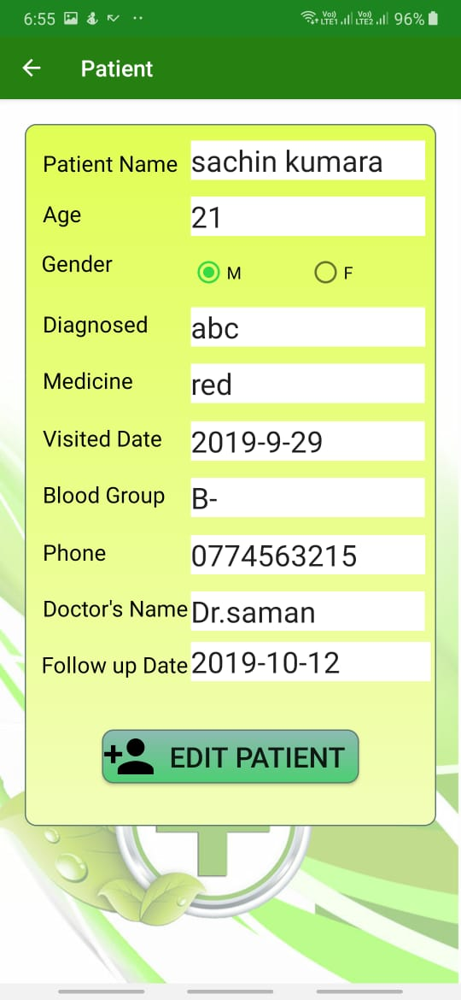 6:55 Vo) LTE1 Vo) LTE2 96%
Patient
Patient Name sachin kumara
Age 21
Gender M F
Diagnosed abc
Medicine red
Visited Date 2019-9-29
Blood Group B-
Phone 0774563215
Doctor's Name Dr.saman
Follow up Date 2019-10-12
EDIT PATIENT